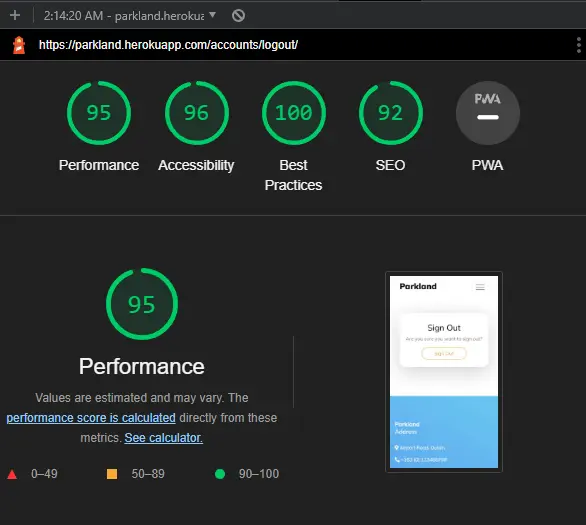 2:14:20 AM - parkland.heroku
https://parkland.herokuapp.com/accounts/logout/
95 96 100 92 PWA
Performance Accessibility Best Practices SEO PWA
95
Performance
Values are estimated and may vary. The
performance score is calculated directly from these
metrics. See calculator.
0–49 50–89 90–100
Parkland
Sign Out
Are you sure you want to sign out?
Sign Out
Parkland
Address